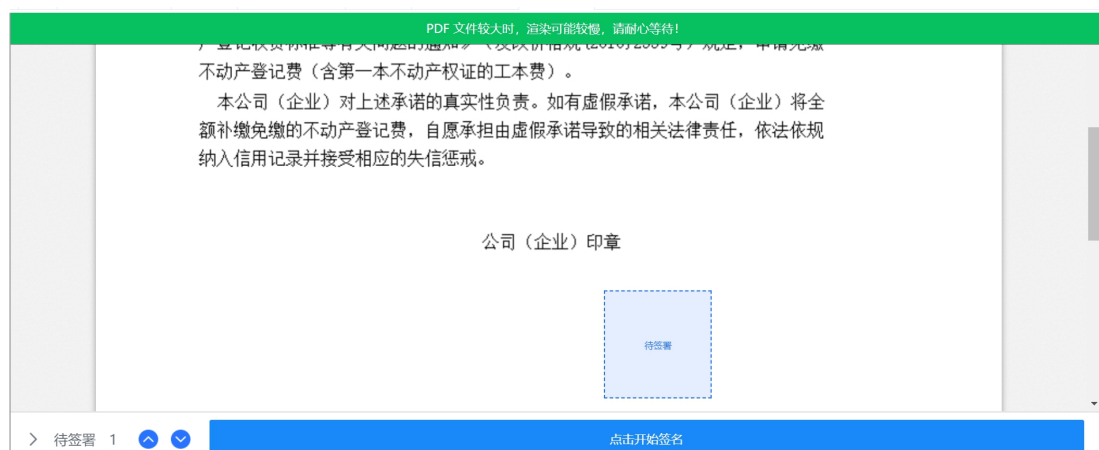 PDF 文件较大时，渲染可能较慢，请耐心等待！
不动产登记费（含第一本不动产权证的工本费）。
本公司（企业）对上述承诺的真实性负责。如有虚假承诺，本公司（企业）将全
额补缴免缴的不动产登记费，自愿承担由虚假承诺导致的相关法律责任，依法依规
纳入信用记录并接受相应的失信惩戒。
公司（企业）印章
待签署
待签署 1
点击开始签名